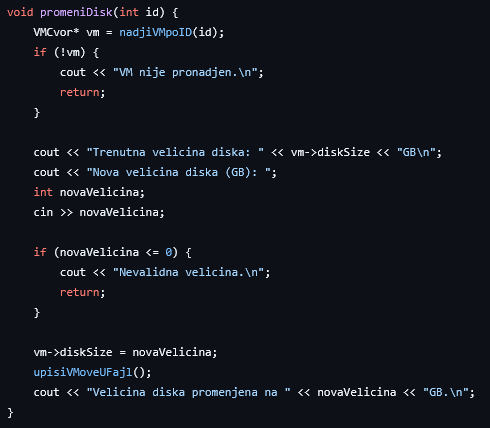 void promeniDisk(int id) {
    VMCvor* vm = nadjiVMpoID(id);
    if (!vm) {
        cout << "VM nije pronadjen.\n";
        return;
    }

    cout << "Trenutna velicina diska: " << vm->diskSize << "GB\n";
    cout << "Nova velicina diska (GB): ";
    int novaVelicina;
    cin >> novaVelicina;

    if (novaVelicina <= 0) {
        cout << "Nevalidna velicina.\n";
        return;
    }

    vm->diskSize = novaVelicina;
    upisiVMoveUFajl();
    cout << "Velicina diska promenjena na " << novaVelicina << "GB.\n";
}